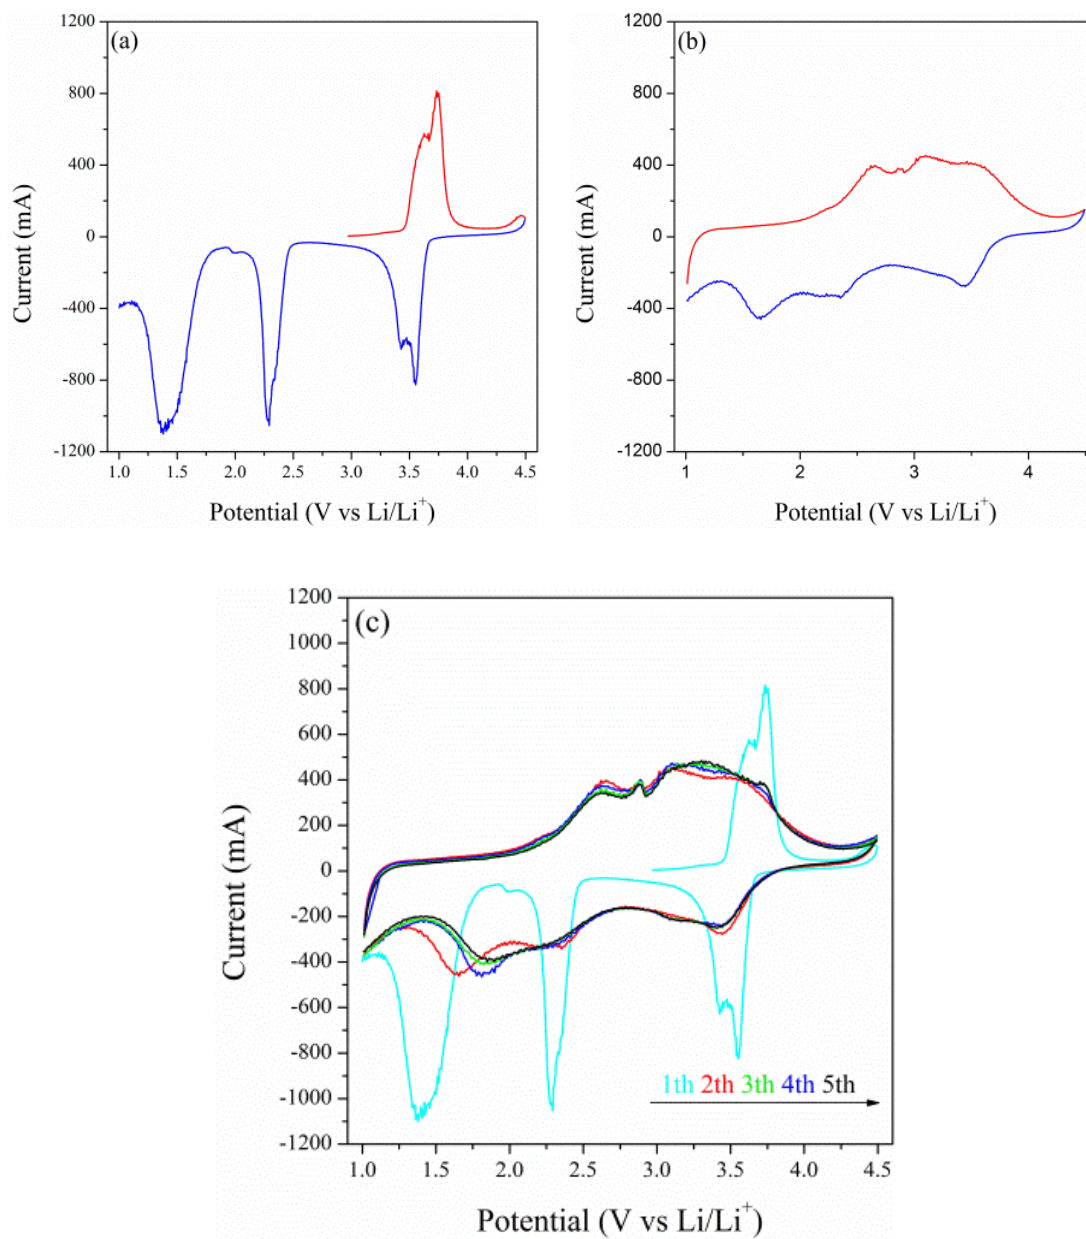 (a)
1200
800
400
0
-400
-800
-1200
1.0 1.5 2.0 2.5 3.0 3.5 4.0 4.5
Current (mA)
Potential (V vs Li/Li+)
(b)
1200
800
400
0
-400
-800
-1200
1 2 3 4
Current (mA)
Potential (V vs Li/Li+)
(c)
1200
1000
800
600
400
200
0
-200
-400
-600
-800
-1000
-1200
1.0 1.5 2.0 2.5 3.0 3.5 4.0 4.5
Current (mA)
1th 2th 3th 4th 5th
Potential (V vs Li/Li+)